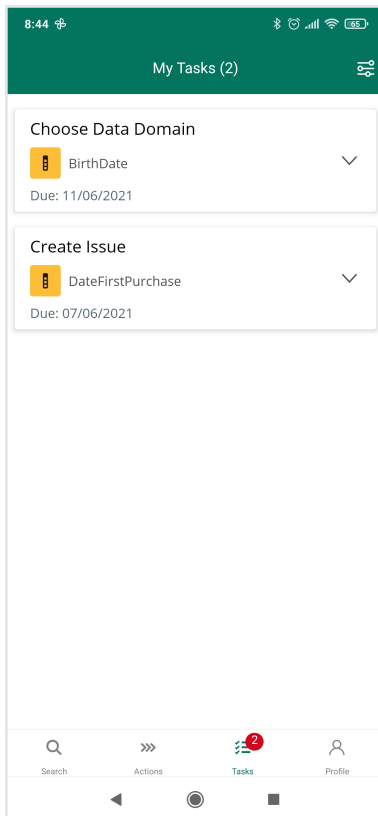 8:44
65
My Tasks (2)
Choose Data Domain
BirthDate
Due: 11/06/2021
Create Issue
DateFirstPurchase
Due: 07/06/2021
2
Search
Actions
Tasks
Profile